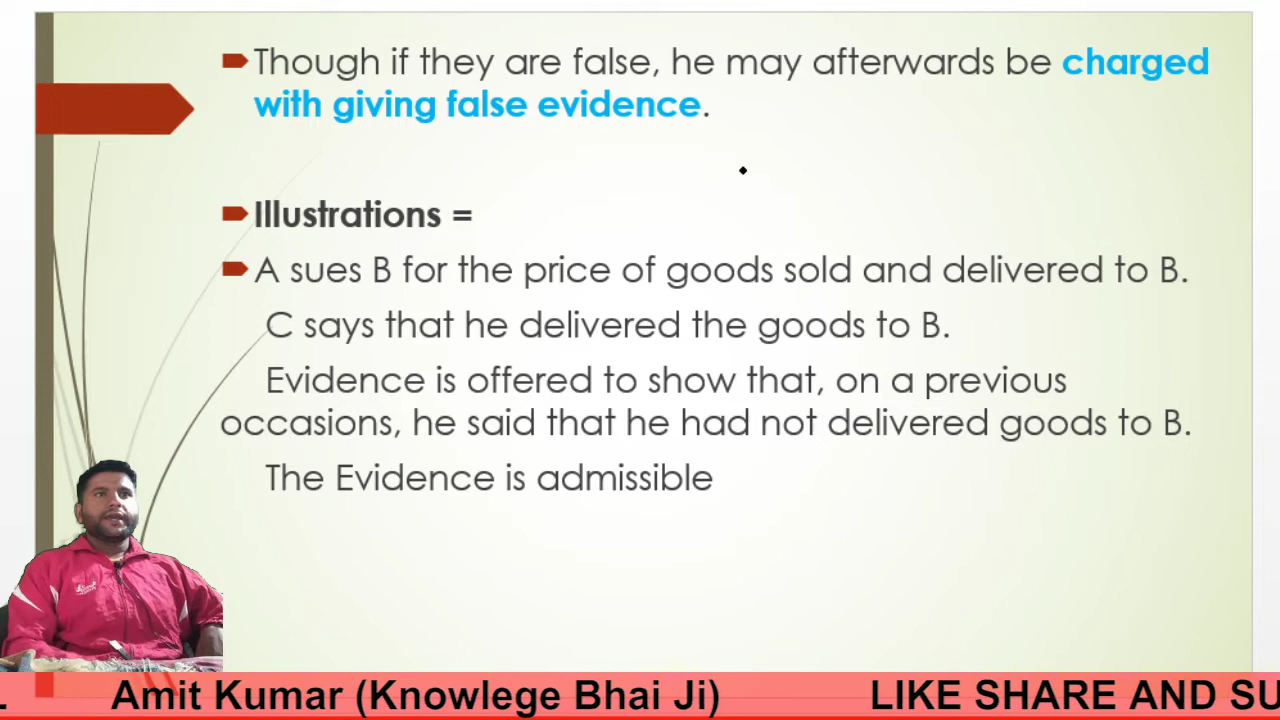 Though if they are false, he may afterwards be charged
with giving false evidence.
Illustrations =
A sues B for the price of goods sold and delivered to B.
C says that he delivered the goods to B.
Evidence is offered to show that, on a previous
occasions, he said that he had not delivered goods to B.
The Evidence is admissible
Amit Kumar (Knowlege Bhai Ji) LIKE SHARE AND SU